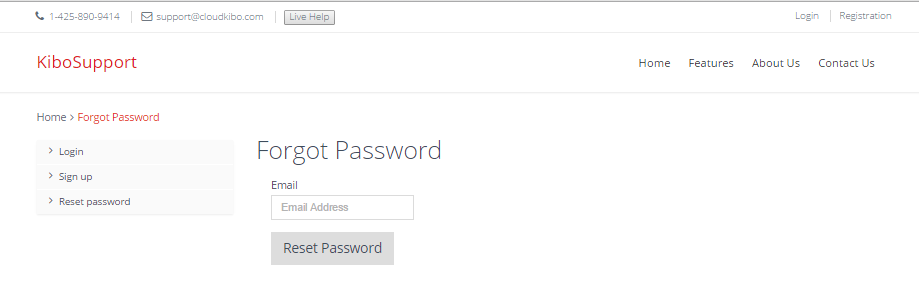 1-425-890-9414 support@cloudkibo.com Live Help Login Registration
KiboSupport Home Features About Us Contact Us
Home > Forgot Password
Login
Sign up
Reset password
Forgot Password
Email
Email Address
Reset Password